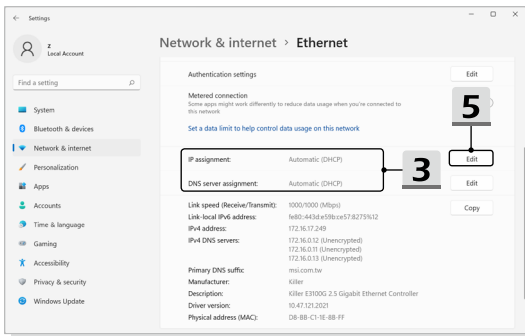 Settings
z
Local Account
Find a setting
System
Bluetooth & devices
Network & internet
Personalization
Apps
Accounts
Time & language
Gaming
Accessibility
Privacy & security
Windows Update
Network & internet > Ethernet
Authentication settings
Edit
Metered connection
Some apps might work differently to reduce data usage when you're connected to
this network
5
Set a data limit to help control data usage on this network
IP assignment: Automatic (DHCP)
Edit
3
DNS server assignment: Automatic (DHCP)
Edit
Link speed (Receive/Transmit): 1000/1000 (Mbps)
Copy
Link-local IPv6 address: fe80::443d:e59b:ce57:8275%12
IPv4 address: 172.16.17.249
IPv4 DNS servers: 172.16.0.12 (Unencrypted)
172.16.0.11 (Unencrypted)
172.16.0.13 (Unencrypted)
Primary DNS suffix: msi.com.tw
Manufacturer: Killer
Description: Killer E3100G 2.5 Gigabit Ethernet Controller
Driver version: 10.47.121.2021
Physical address (MAC): D8-BB-C1-1E-8B-FF